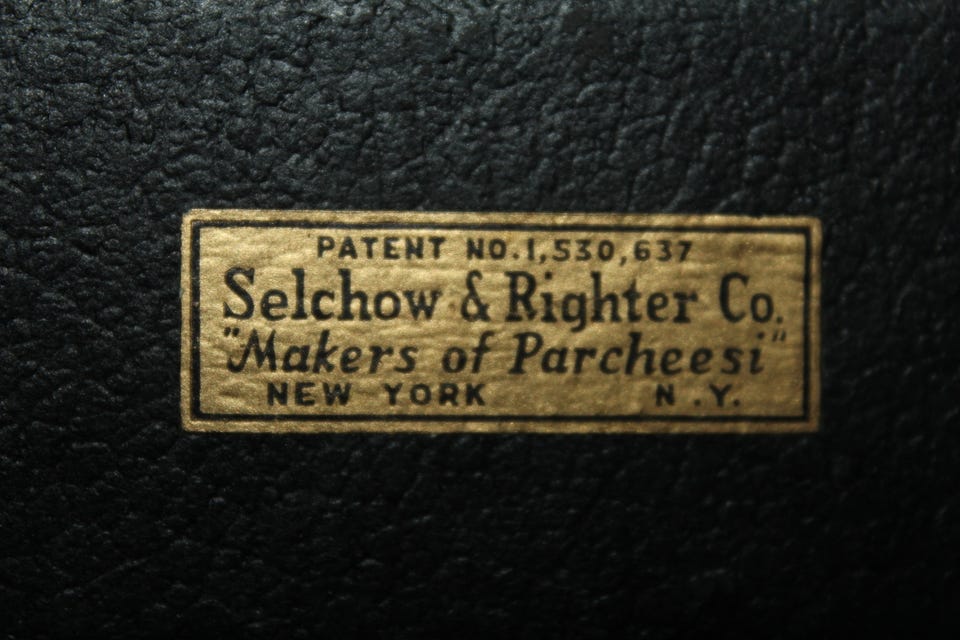 PATENT NO.1,530,637
Selchow & Righter Co.
"Makers of Parcheesi"
NEW YORK N.Y.